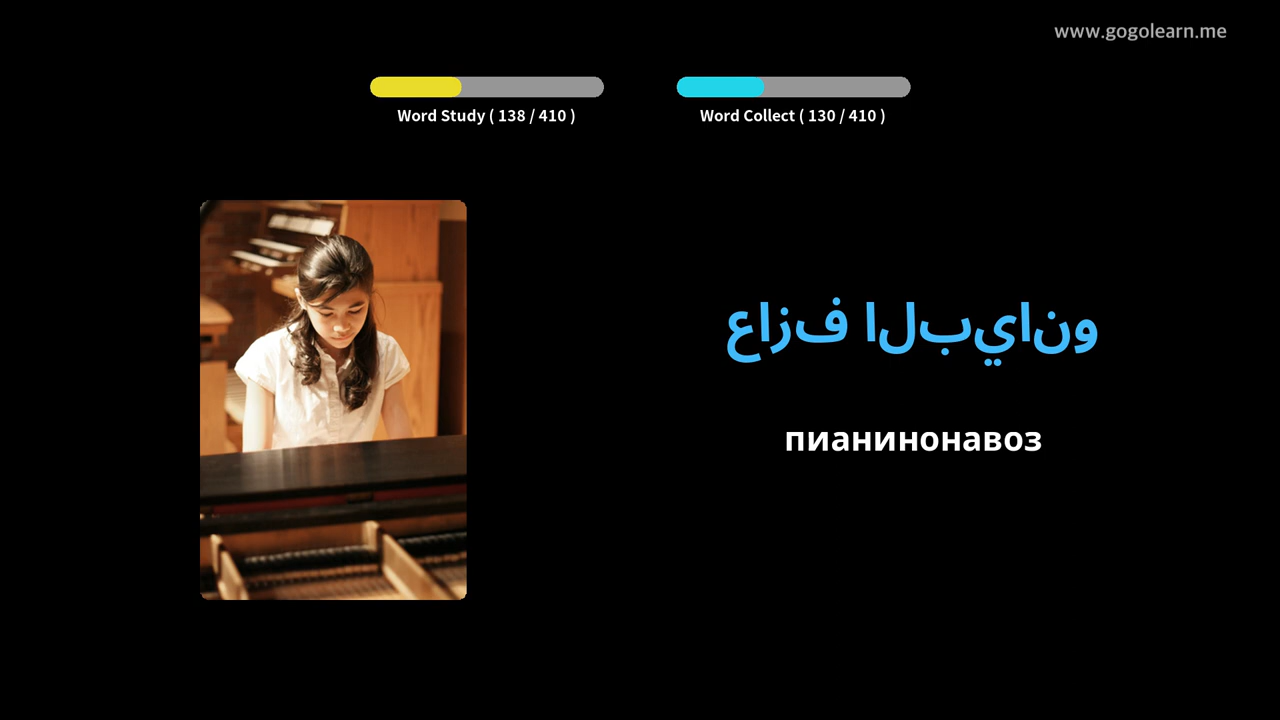 www.gogolearn.me
Word Study ( 138 / 410 )
Word Collect ( 130 / 410 )
عازف البيانو
пианинонавоз